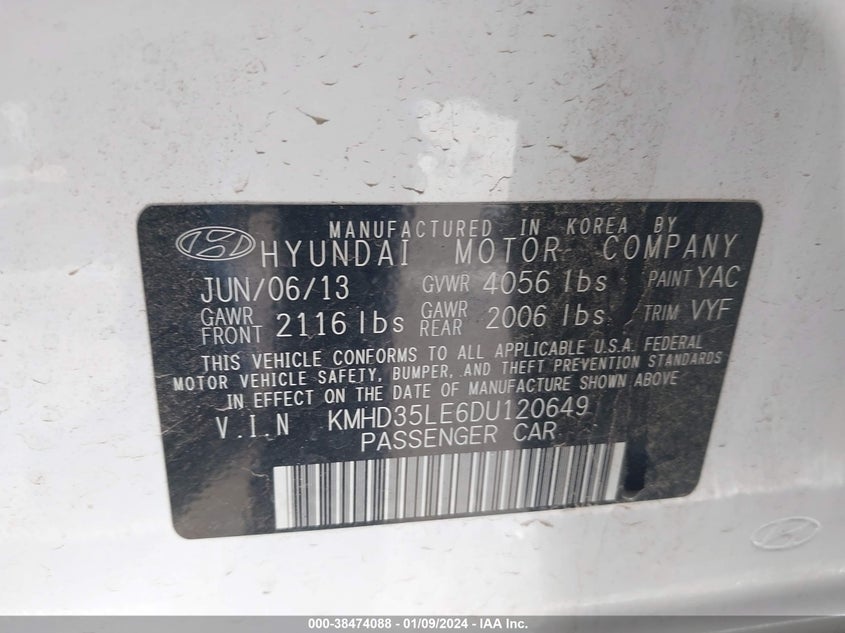 MANUFACTURED IN KOREA BY
HYUNDAI MOTOR COMPANY
JUN/06/13 GVWR 4056 lbs PAINT YAC
GAWR FRONT 2116 lbs GAWR REAR 2006 lbs TRIM VYF
THIS VEHICLE CONFORMS TO ALL APPLICABLE U.S.A. FEDERAL
MOTOR VEHICLE SAFETY, BUMPER, AND THEFT PREVENTION STANDARDS
IN EFFECT ON THE DATE OF MANUFACTURE SHOWN ABOVE
V.I.N KMHD35LE6DU120649
PASSENGER CAR
000-38474088 - 01/09/2024 - IAA Inc.